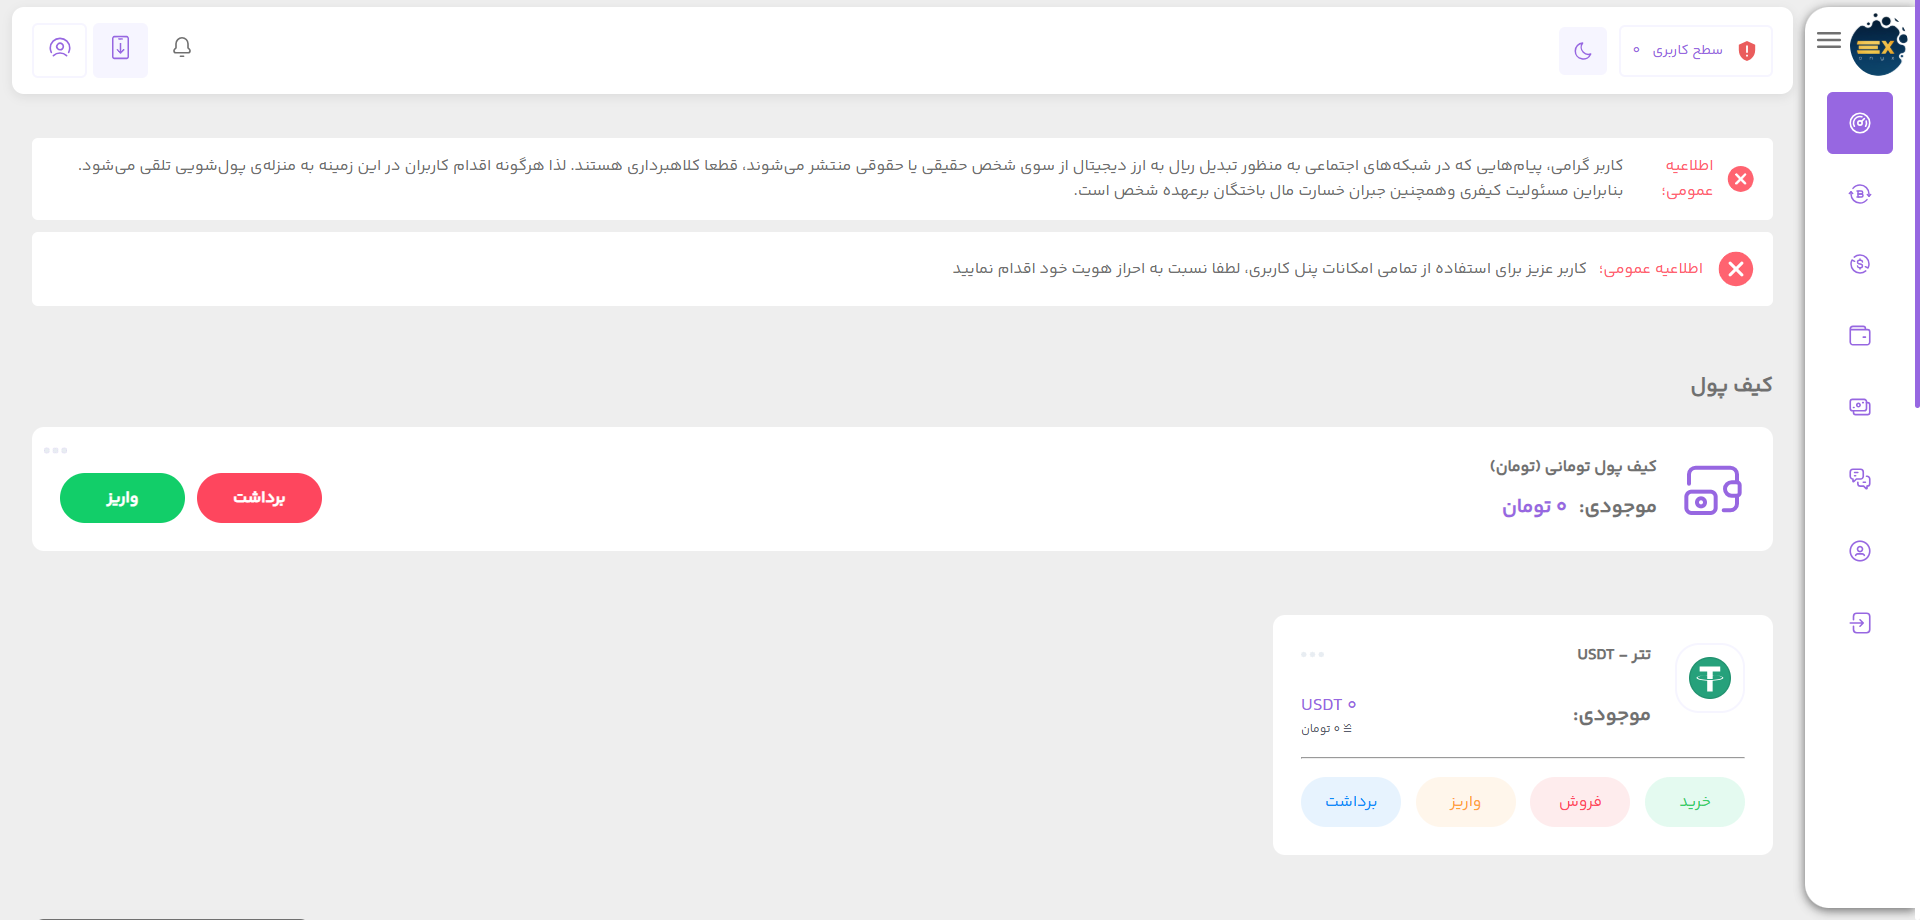 سطح کاربری ۰
EX
اطلاعیه عمومی؛
کاربر گرامی، پیام‌هایی که در شبکه‌های اجتماعی به منظور تبدیل ریال به ارز دیجیتال از سوی شخص حقیقی یا حقوقی منتشر می‌شوند، قطعا کلاهبرداری هستند. لذا هرگونه اقدام کاربران در این زمینه به منزله‌ی پول‌شویی تلقی می‌شود.
بنابراین مسئولیت کیفری وهمچنین جبران خسارت مال باختگان برعهده شخص است.
اطلاعیه عمومی؛ کاربر عزیز برای استفاده از تمامی امکانات پنل کاربری، لطفا نسبت به احراز هویت خود اقدام نمایید
کیف پول
کیف پول تومانی (تومان)
موجودی: ۰ تومان
برداشت
واریز
تتر - USDT
موجودی:
USDT ۰
≌ ۰ تومان
خرید
فروش
واریز
برداشت